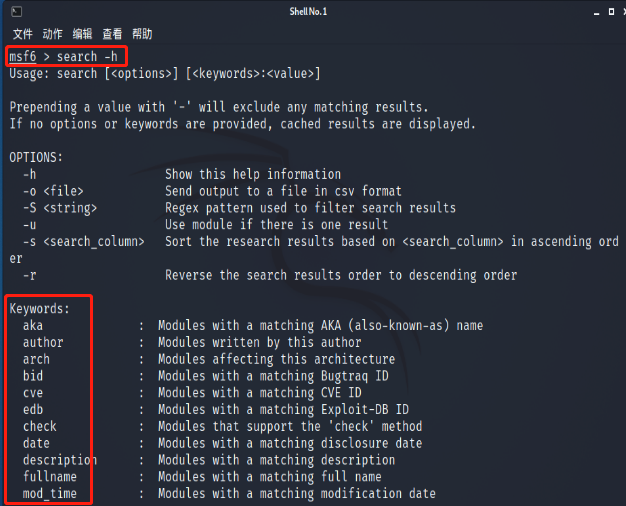 Shell No. 1
文件 动作 编辑 查看 帮助
msf6 > search -h
Usage: search [<options>] [<keywords>:<value>]
Prepending a value with '-' will exclude any matching results.
If no options or keywords are provided, cached results are displayed.
OPTIONS:
-h Show this help information
-o <file> Send output to a file in csv format
-S <string> Regex pattern used to filter search results
-u Use module if there is one result
-s <search_column> Sort the research results based on <search_column> in ascending ord
er
-r Reverse the search results order to descending order
Keywords:
aka : Modules with a matching AKA (also-known-as) name
author : Modules written by this author
arch : Modules affecting this architecture
bid : Modules with a matching Bugtraq ID
cve : Modules with a matching CVE ID
edb : Modules with a matching Exploit-DB ID
check : Modules that support the 'check' method
date : Modules with a matching disclosure date
description : Modules with a matching description
fullname : Modules with a matching full name
mod_time : Modules with a matching modification date